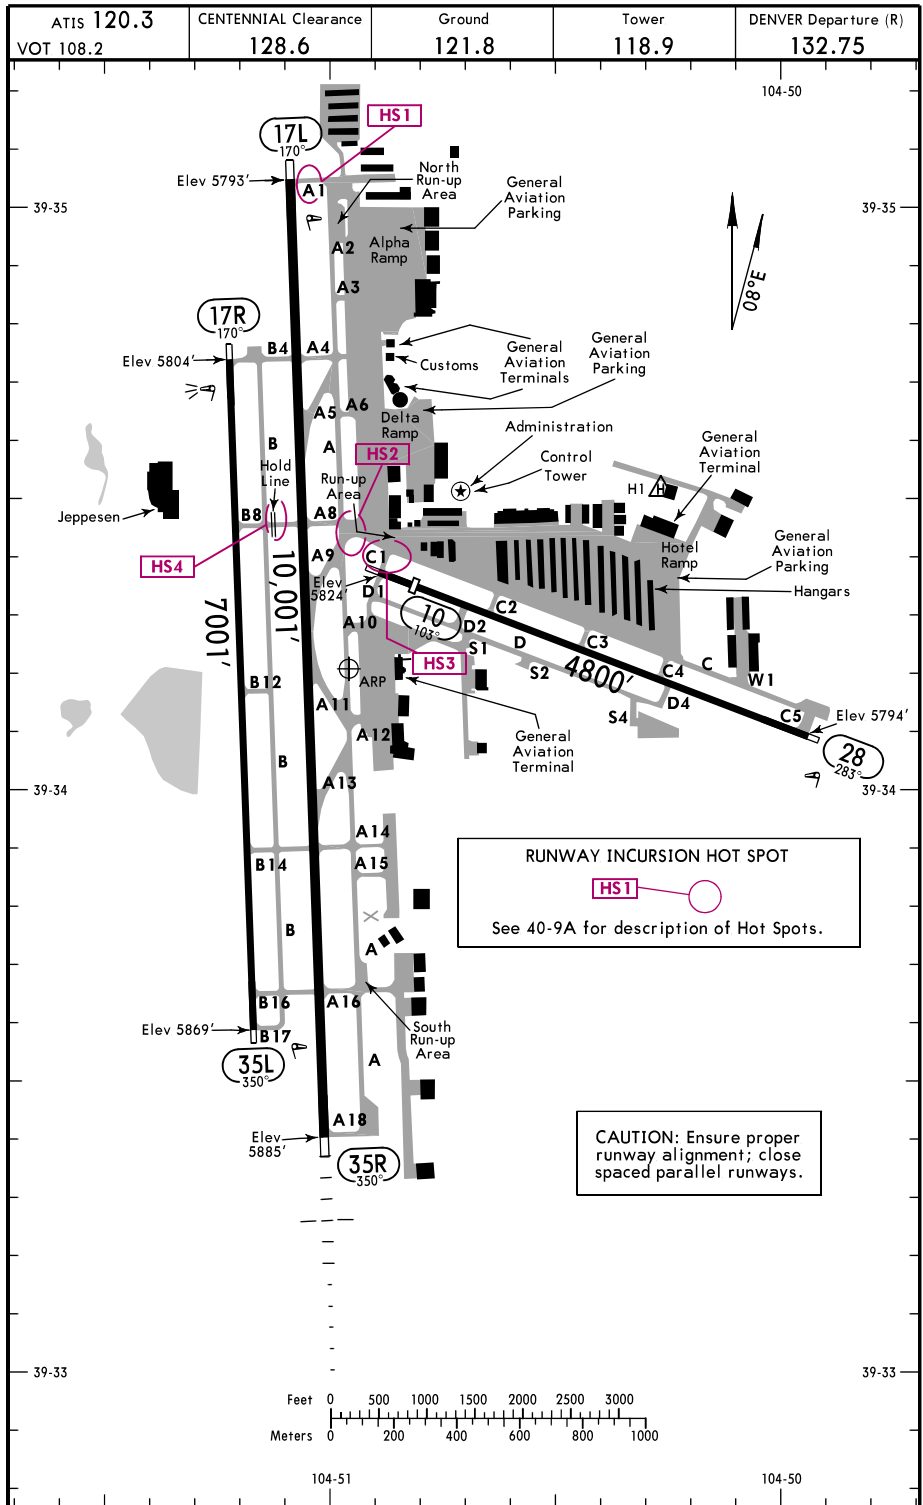 ATIS 120.3
VOT 108.2
CENTENNIAL Clearance
128.6
Ground
121.8
Tower
118.9
DENVER Departure (R)
132.75
104-50
HS1
17L
170°
Elev 5793'
A1
North
Run-up
Area
General
Aviation
Parking
39-35
39-35
A2
Alpha
Ramp
A3
08°E
17R
170°
Elev 5804'
B4
A4
General
Aviation
Terminals
Customs
General
Aviation
Parking
A5
A6
Delta
Ramp
B
A
HS2
Administration
Control
Tower
General
Aviation
Terminal
Hold
Line
Run-up
Area
H1
H
Jeppesen
B8
A8
HS4
10,001'
A9
C1
Elev
5824'
D1
Hotel
Ramp
General
Aviation
Parking
Hangars
7001'
10
103°
C2
A10
D2
D
C3
S1
HS3
S2
4800'
C4
C
W1
ARP
B12
A11
S4
D4
C5
Elev 5794'
A12
General
Aviation
Terminal
28
283°
B
A13
39-34
39-34
A14
B14
A15
RUNWAY INCURSION HOT SPOT
HS1
See 40-9A for description of Hot Spots.
B
A
B16
A16
Elev 5869'
B17
South
Run-up
Area
35L
350°
A
Elev
5885'
A18
35R
350°
CAUTION: Ensure proper
runway alignment; close
spaced parallel runways.
39-33
39-33
Feet 0 500 1000 1500 2000 2500 3000
Meters 0 200 400 600 800 1000
104-51
104-50